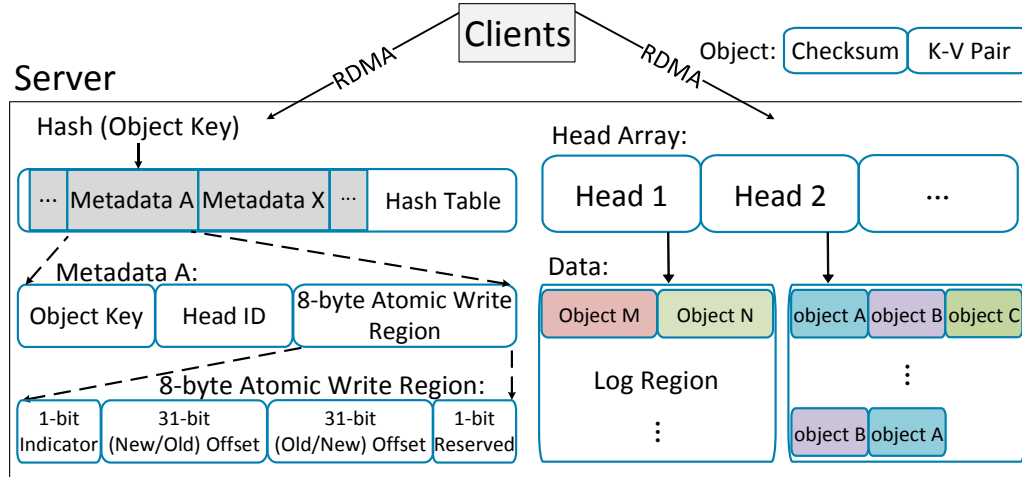 Clients
RDMA
RDMA
Object:
Checksum
K-V Pair
Server
Hash (Object Key)
...
Metadata A
Metadata X
...
Hash Table
Head Array:
Head 1
Head 2
...
Metadata A:
Object Key
Head ID
8-byte Atomic Write
Region
8-byte Atomic Write Region:
1-bit
Indicator
31-bit
(New/Old) Offset
31-bit
(Old/New) Offset
1-bit
Reserved
Data:
Object M
Object N
Log Region
...
object A
object B
object C
...
object B
object A